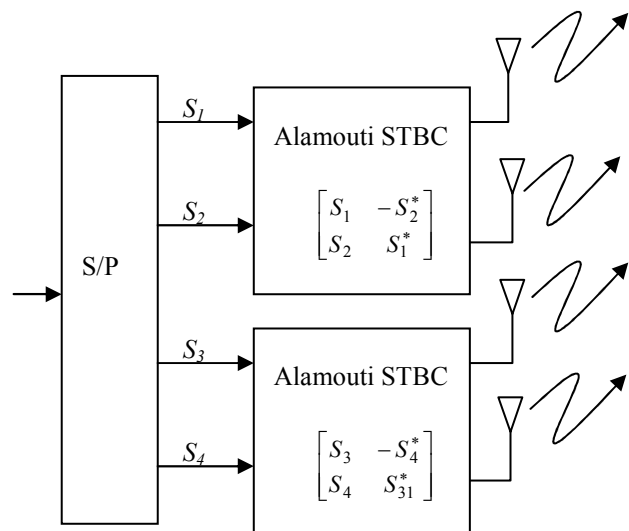 S1
Alamouti STBC
S2
[S1 -S2*]
[S2 S1*]
S/P
S3
Alamouti STBC
S4
[S3 -S4*]
[S4 S31*]